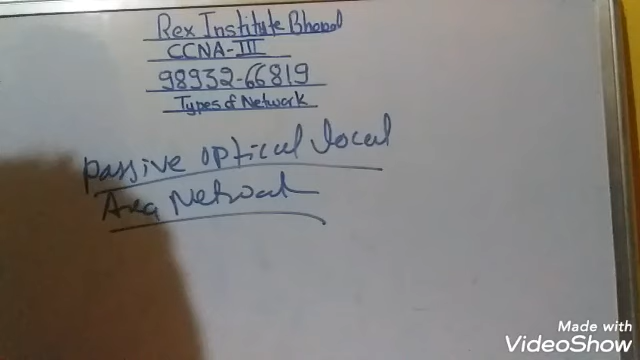 Rex Institute Bhopal
CCNA-III
98932-66819
Types of Network
Passive optical local
Area Network
Made with
VideoShow